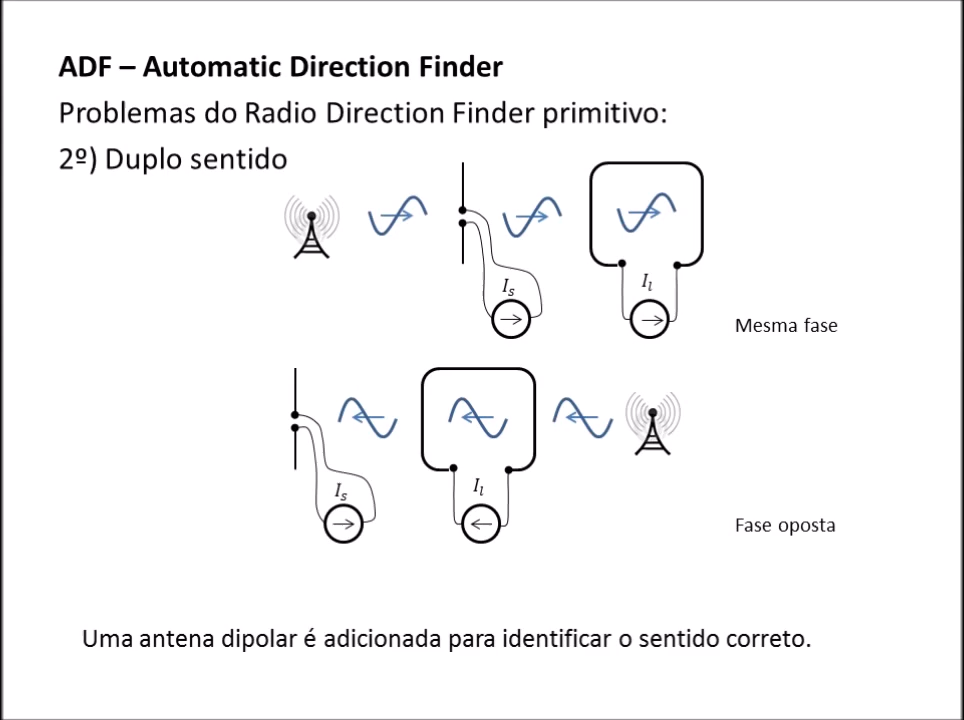 ADF – Automatic Direction Finder
Problemas do Radio Direction Finder primitivo:
2º) Duplo sentido
Is
Il
Mesma fase
Is
Il
Fase oposta
Uma antena dipolar é adicionada para identificar o sentido correto.